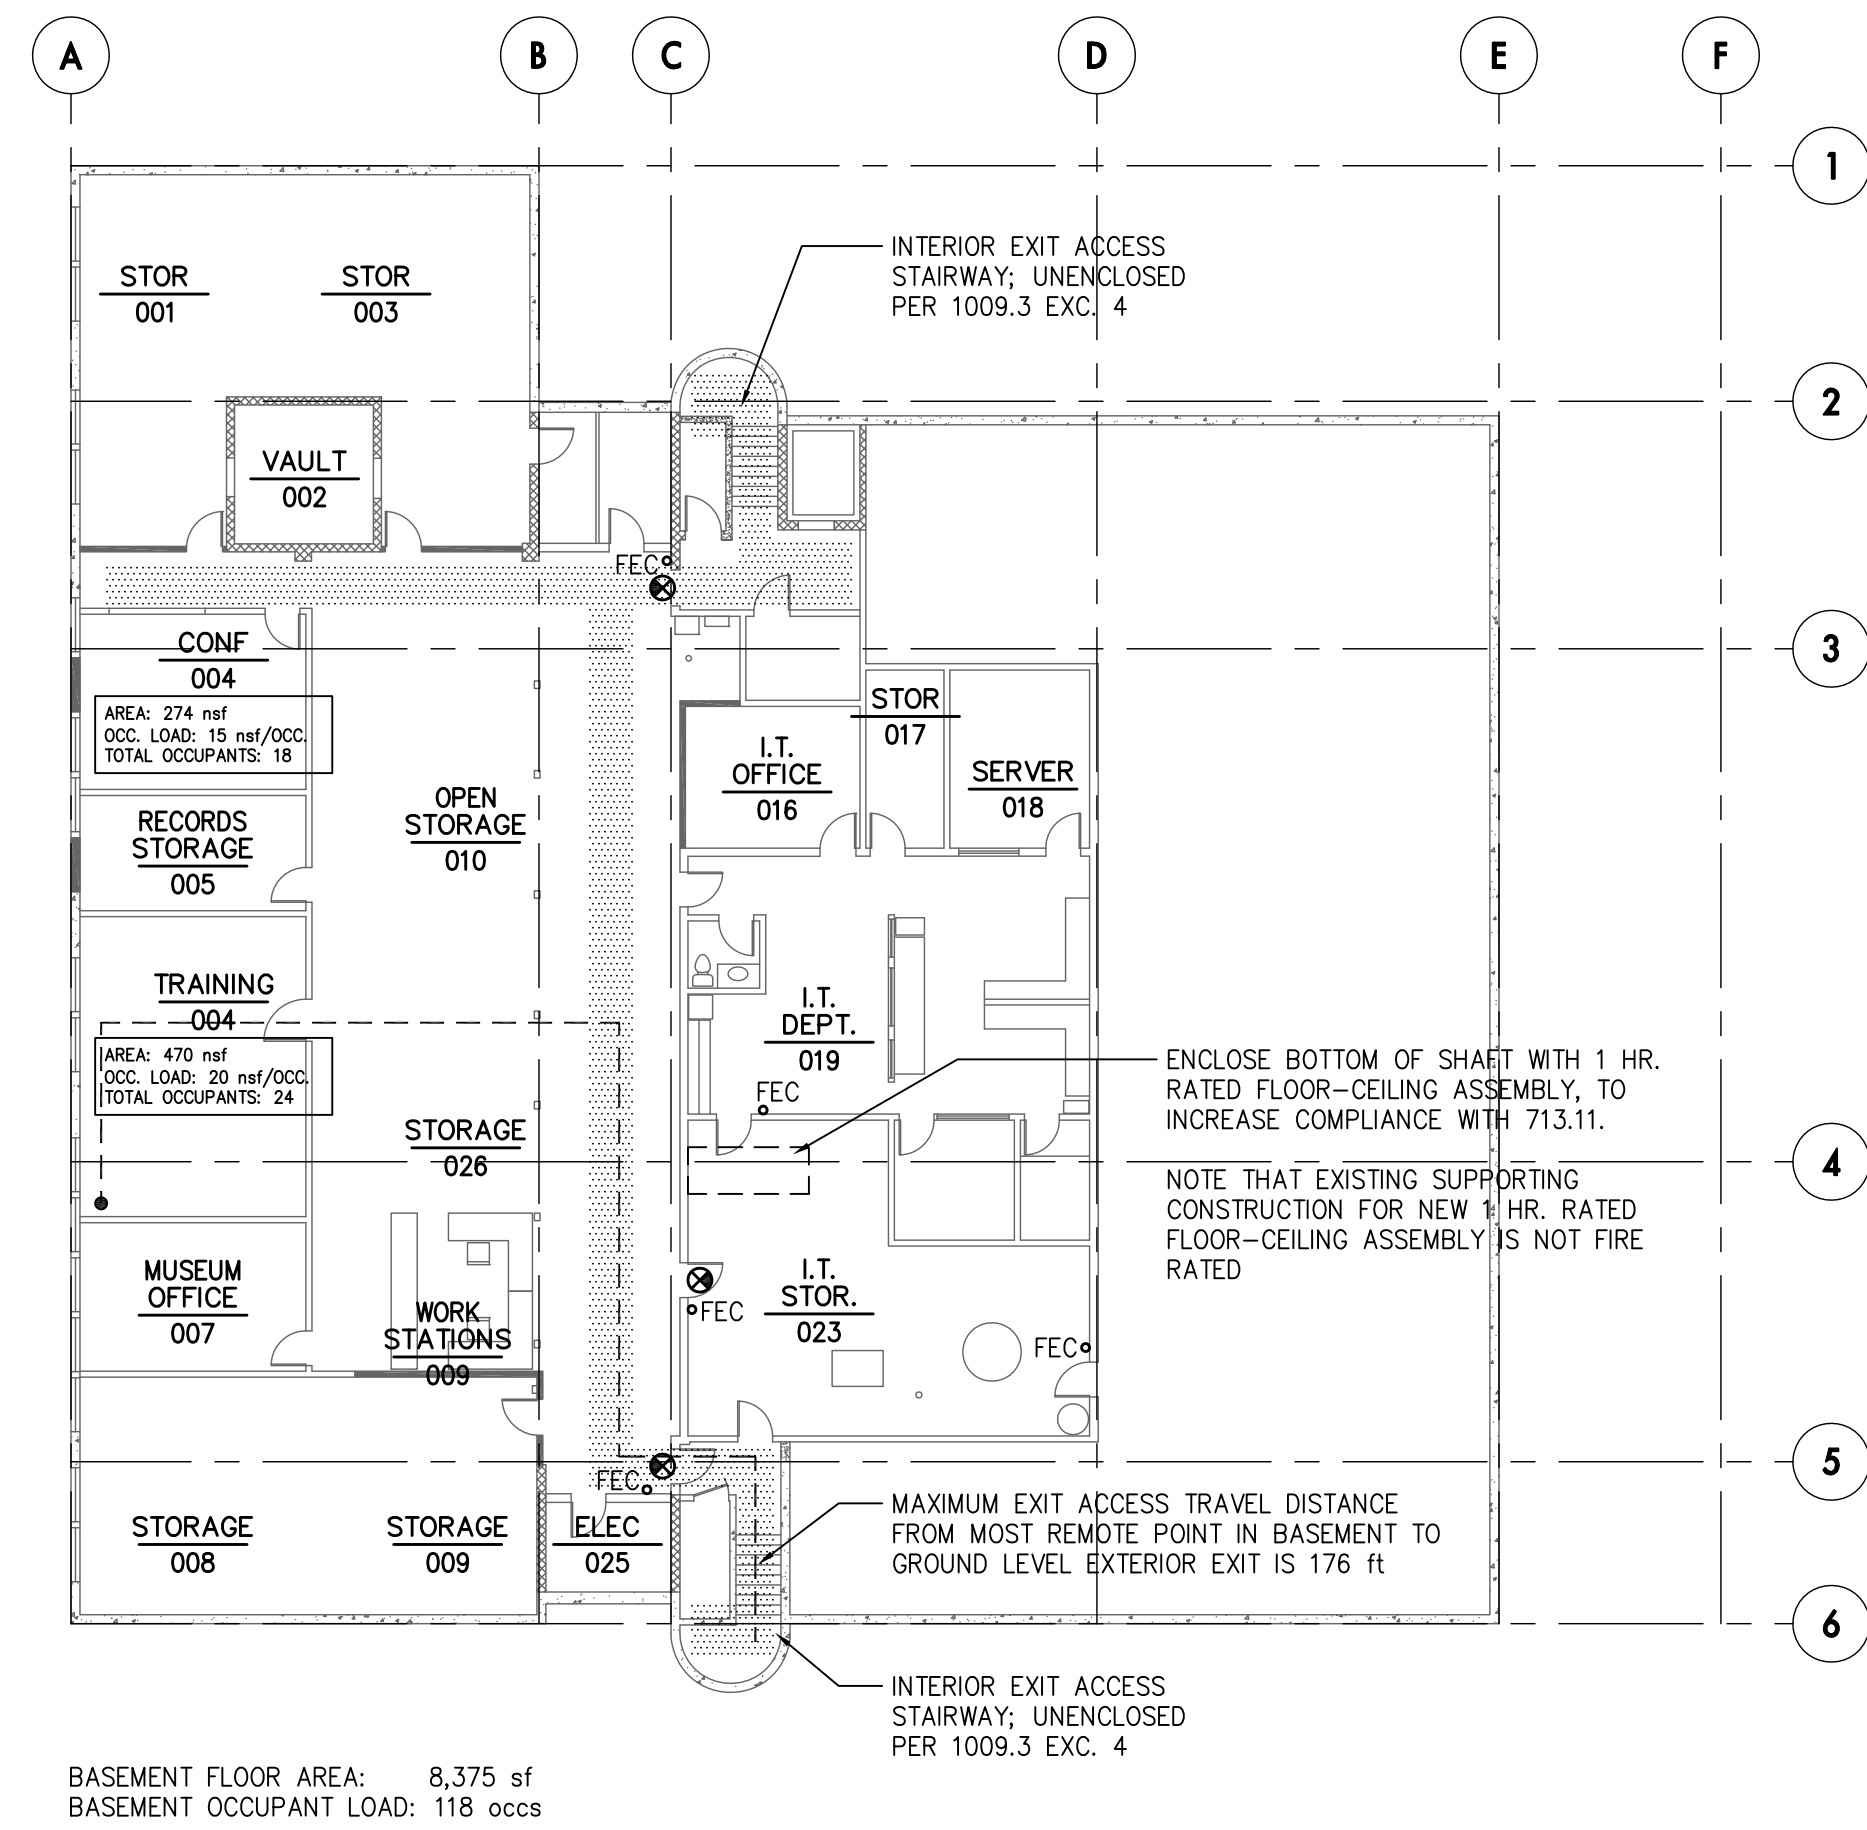 A
B
C
D
E
F
1
2
3
4
5
6
INTERIOR EXIT ACCESS
STAIRWAY; UNENCLOSED
PER 1009.3 EXC. 4
STOR
001
STOR
003
VAULT
002
FEC
CONF
004
AREA: 274 nsf
OCC. LOAD: 15 nsf/OCC.
TOTAL OCCUPANTS: 18
STOR
017
I.T.
OFFICE
016
SERVER
018
OPEN
STORAGE
010
RECORDS
STORAGE
005
TRAINING
004
AREA: 470 nsf
OCC. LOAD: 20 nsf/OCC.
TOTAL OCCUPANTS: 24
I.T.
DEPT.
019
FEC
ENCLOSE BOTTOM OF SHAFT WITH 1 HR.
RATED FLOOR-CEILING ASSEMBLY, TO
INCREASE COMPLIANCE WITH 713.11.
NOTE THAT EXISTING SUPPORTING
CONSTRUCTION FOR NEW 1 HR. RATED
FLOOR-CEILING ASSEMBLY IS NOT FIRE
RATED
STORAGE
026
MUSEUM
OFFICE
007
WORK
STATIONS
009
I.T.
STOR.
023
FEC
FEC
FEC
STORAGE
008
STORAGE
009
ELEC
025
MAXIMUM EXIT ACCESS TRAVEL DISTANCE
FROM MOST REMOTE POINT IN BASEMENT TO
GROUND LEVEL EXTERIOR EXIT IS 176 ft
INTERIOR EXIT ACCESS
STAIRWAY; UNENCLOSED
PER 1009.3 EXC. 4
BASEMENT FLOOR AREA: 8,375 sf
BASEMENT OCCUPANT LOAD: 118 occs